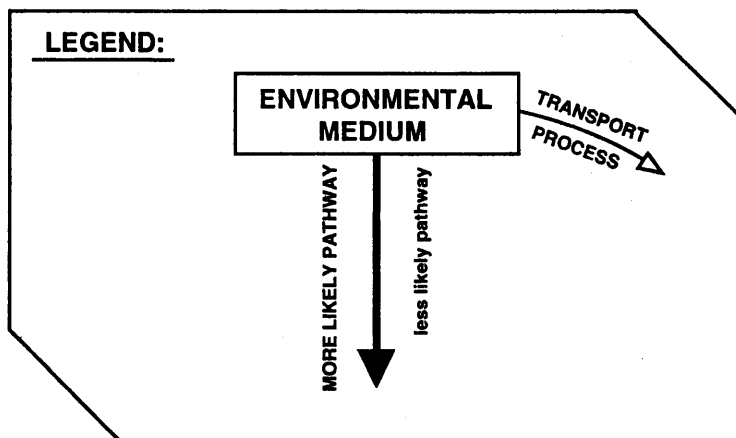 LEGEND:
ENVIRONMENTAL
MEDIUM
TRANSPORT
PROCESS
MORE LIKELY PATHWAY
less likely pathway